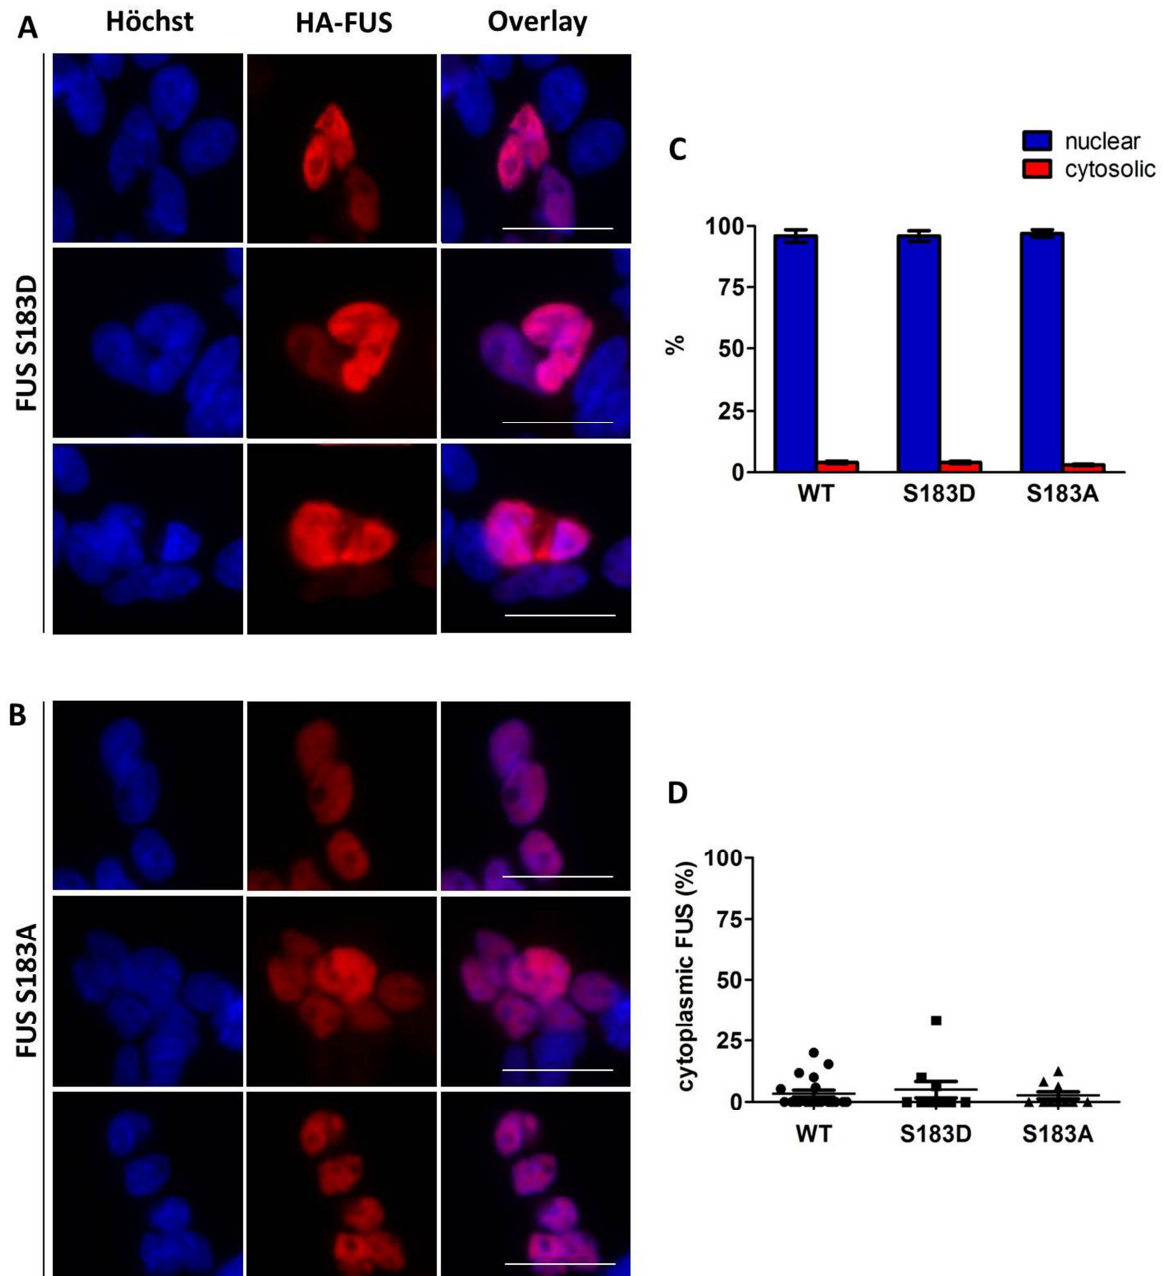 A
Höchst HA-FUS Overlay
FUS S183D
B
FUS S183A
C
nuclear
cytosolic
100
75
50
25
0
%
WT S183D S183A
D
100
75
50
25
0
cytoplasmic FUS (%)
WT S183D S183A